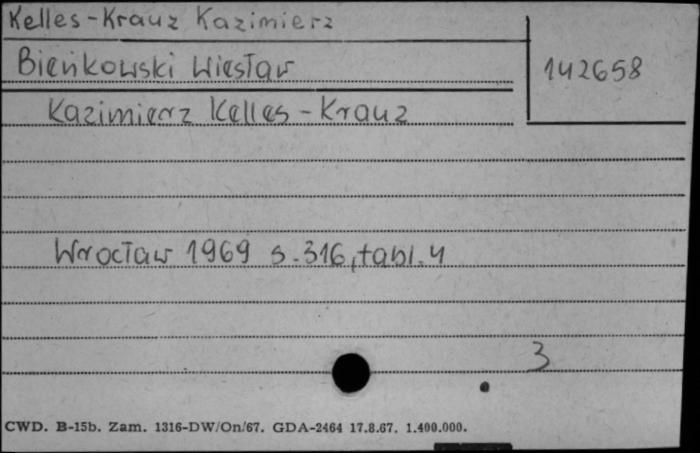 Kelles-Krauz Kazimierz
Bieńkowski Wiesław
142658
Kazimierz Kelles-Krauz
Wrocław 1969 s.316, tabl.4
3
CWD. B-15b. Zam. 1316-DW/On/67. GDA-2464 17.8.67. 1.400.000.